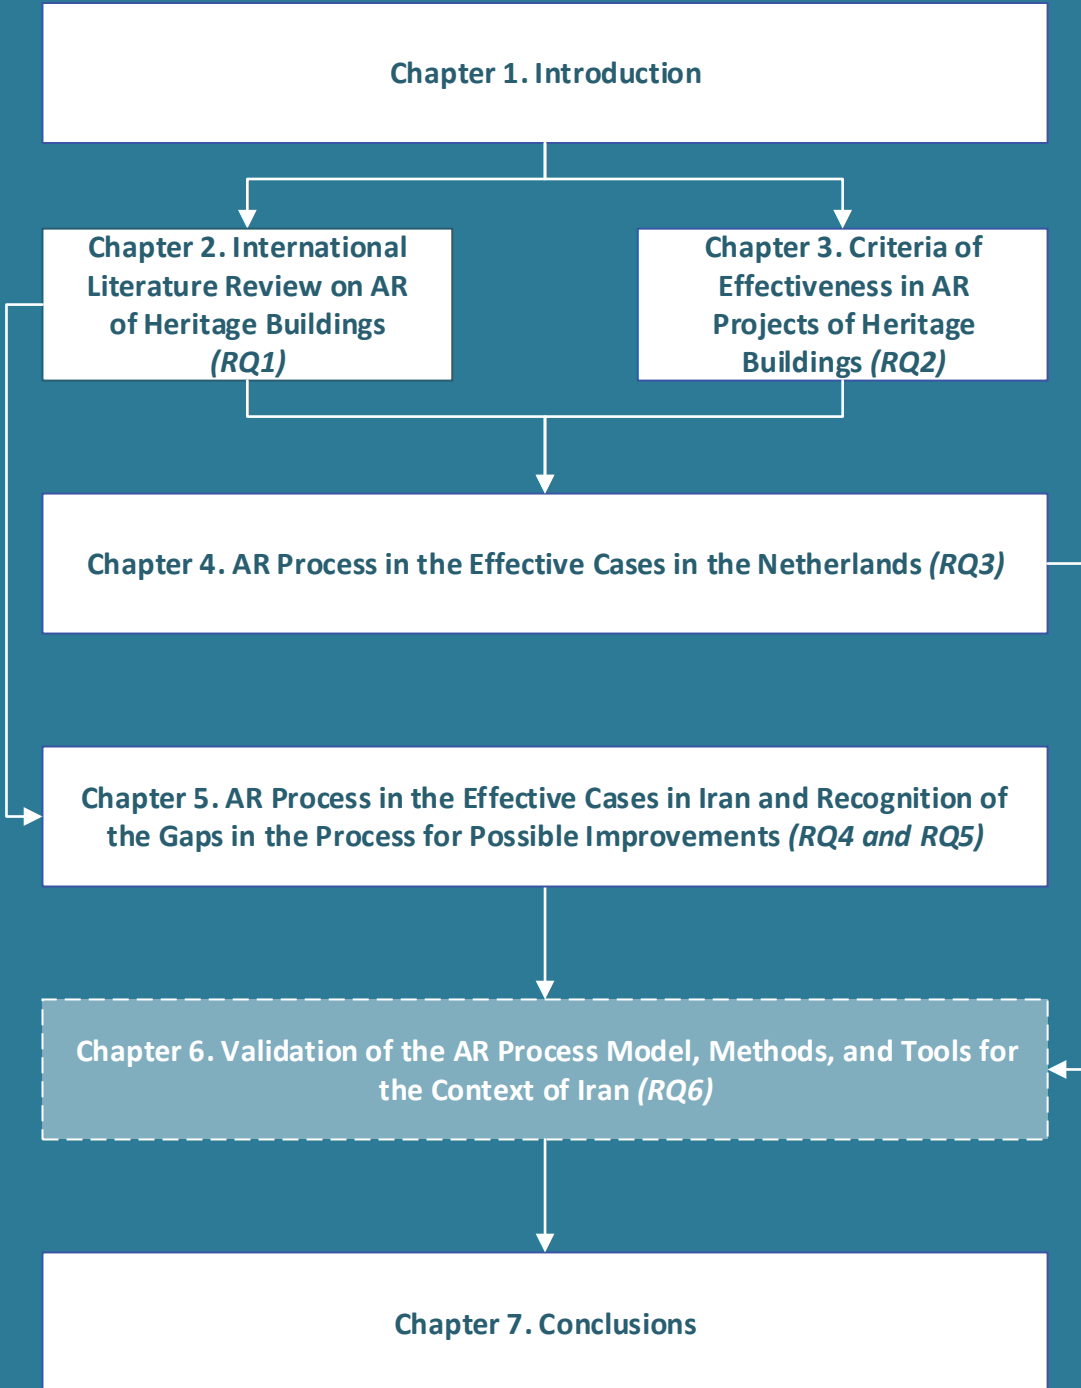 Chapter 1. Introduction
Chapter 2. International
Literature Review on AR
of Heritage Buildings
(RQ1)
Chapter 3. Criteria of
Effectiveness in AR
Projects of Heritage
Buildings (RQ2)
Chapter 4. AR Process in the Effective Cases in the Netherlands (RQ3)
Chapter 5. AR Process in the Effective Cases in Iran and Recognition of
the Gaps in the Process for Possible Improvements (RQ4 and RQ5)
Chapter 6. Validation of the AR Process Model, Methods, and Tools for
the Context of Iran (RQ6)
Chapter 7. Conclusions